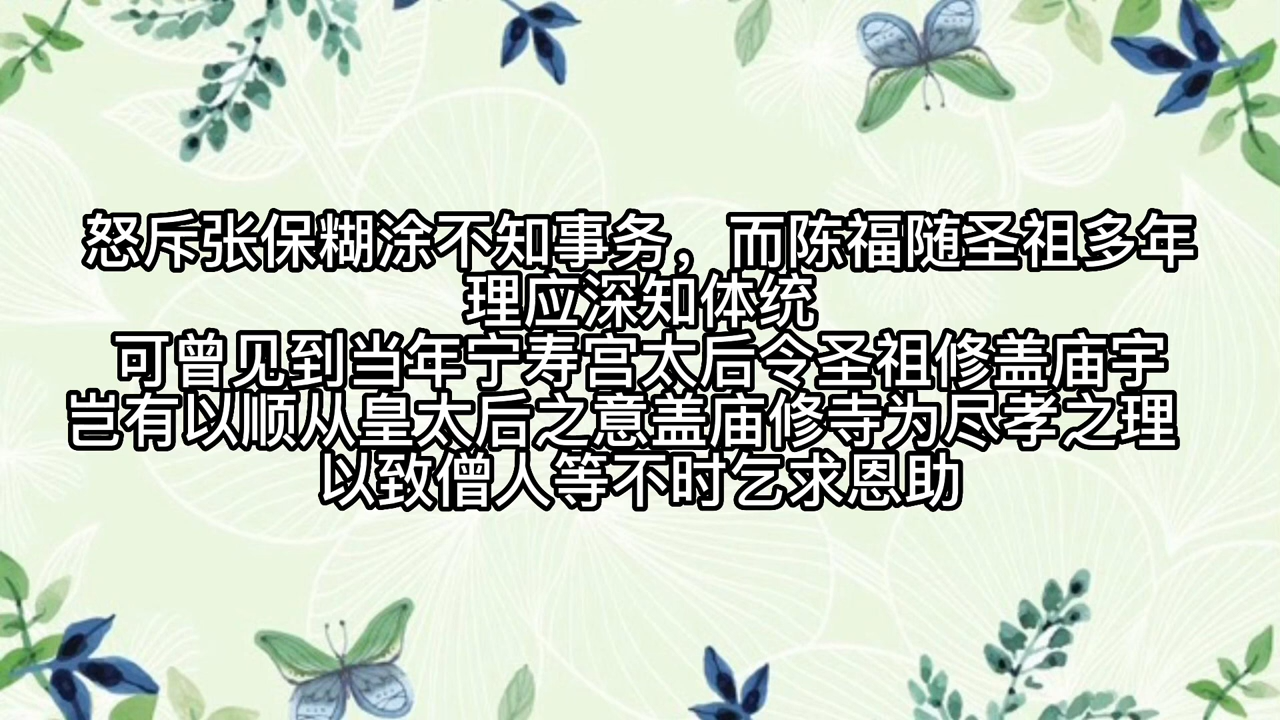 怒斥张保糊涂不知事务，而陈福随圣祖多年
理应深知体统
可曾见到当年宁寿宫太后令圣祖修盖庙宇
岂有以顺从皇太后之意盖庙修寺为尽孝之理
以致僧人等不时乞求恩助